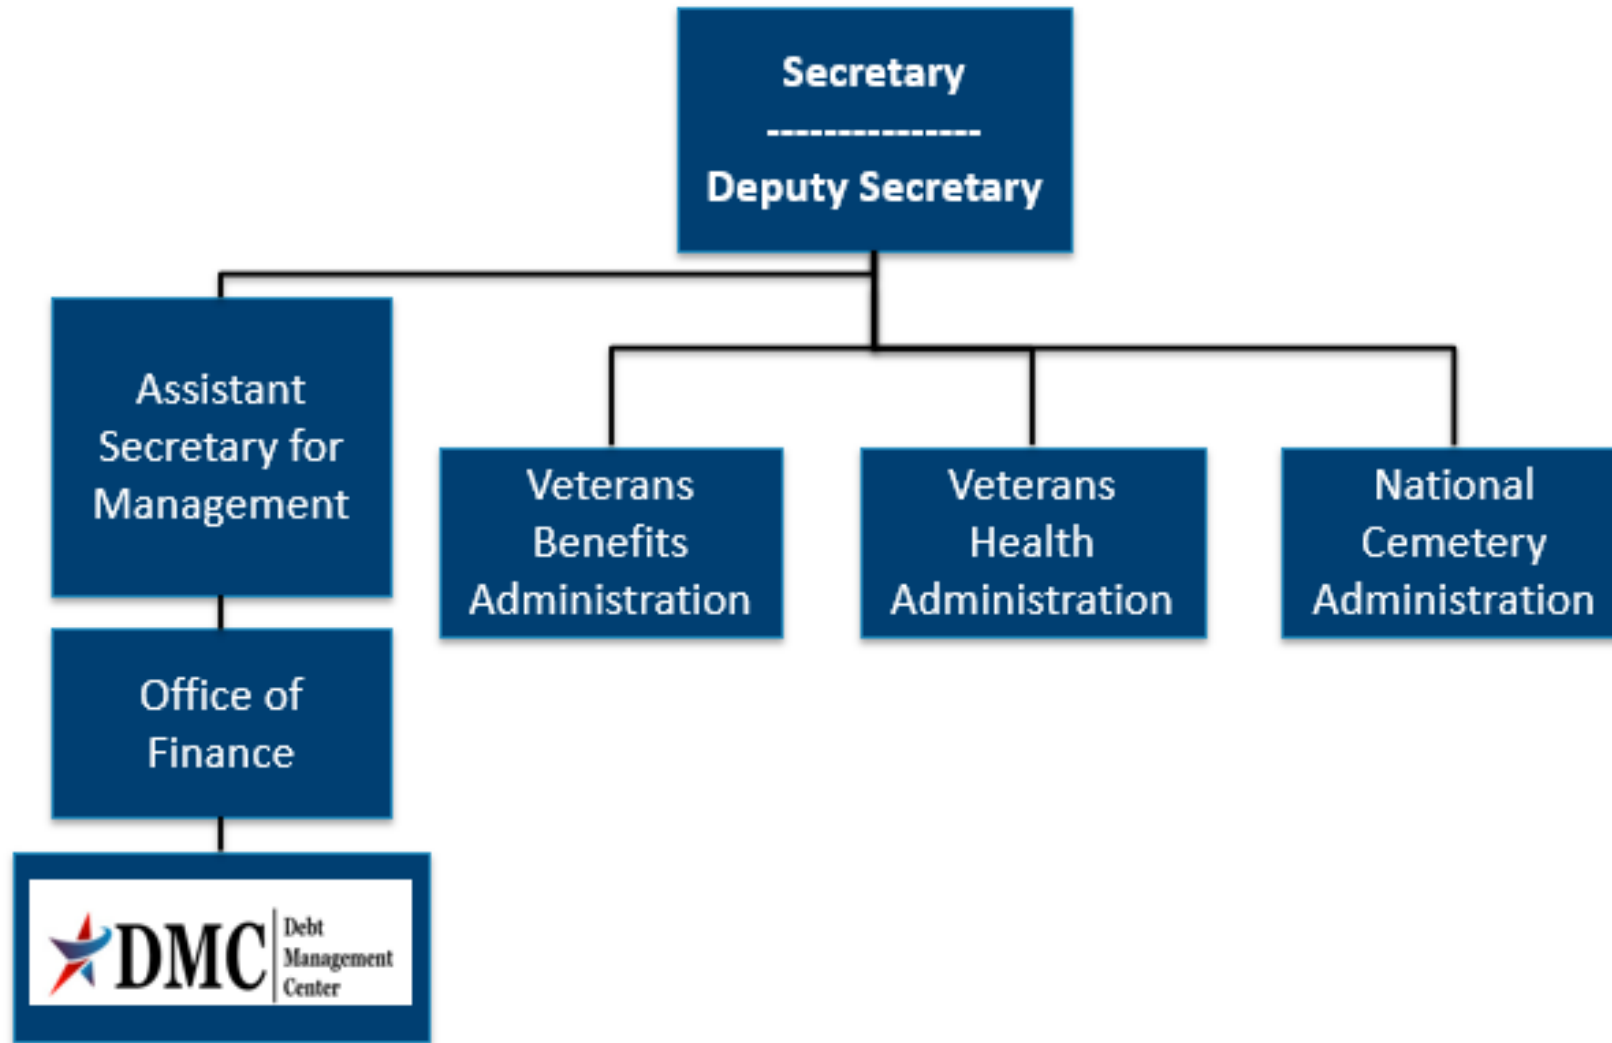 Secretary
---------------
Deputy Secretary
Assistant
Secretary for
Management
Veterans
Benefits
Administration
Veterans
Health
Administration
National
Cemetery
Administration
Office of
Finance
DMC
Debt
Management
Center